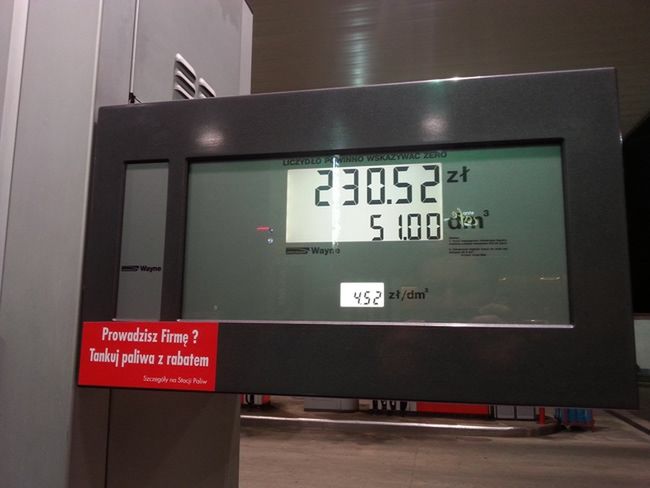 LICZYDŁO POWINNO WSKAZYWAĆ ZERO
230.52 zł
51.00 dm³
Wayne
Wayne
4.52 zł/dm³
Prowadzisz Firmę ?
Tankuj paliwa z rabatem
Szczegóły na Stacji Paliw